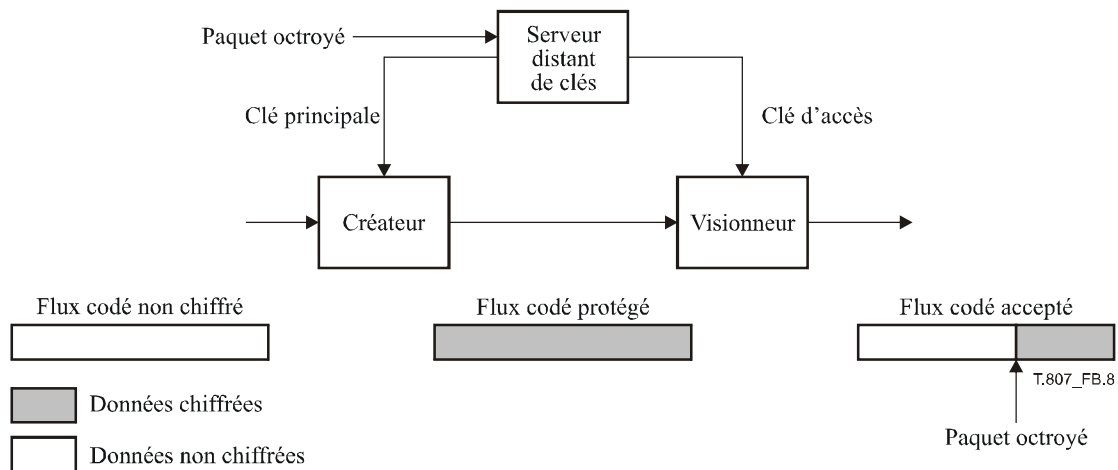 Paquet octroyé
Serveur
distant
de clés
Clé principale
Clé d'accès
Créateur
Visionneur
Flux codé non chiffré
Flux codé protégé
Flux codé accepté
T.807_FB.8
Données chiffrées
Paquet octroyé
Données non chiffrées